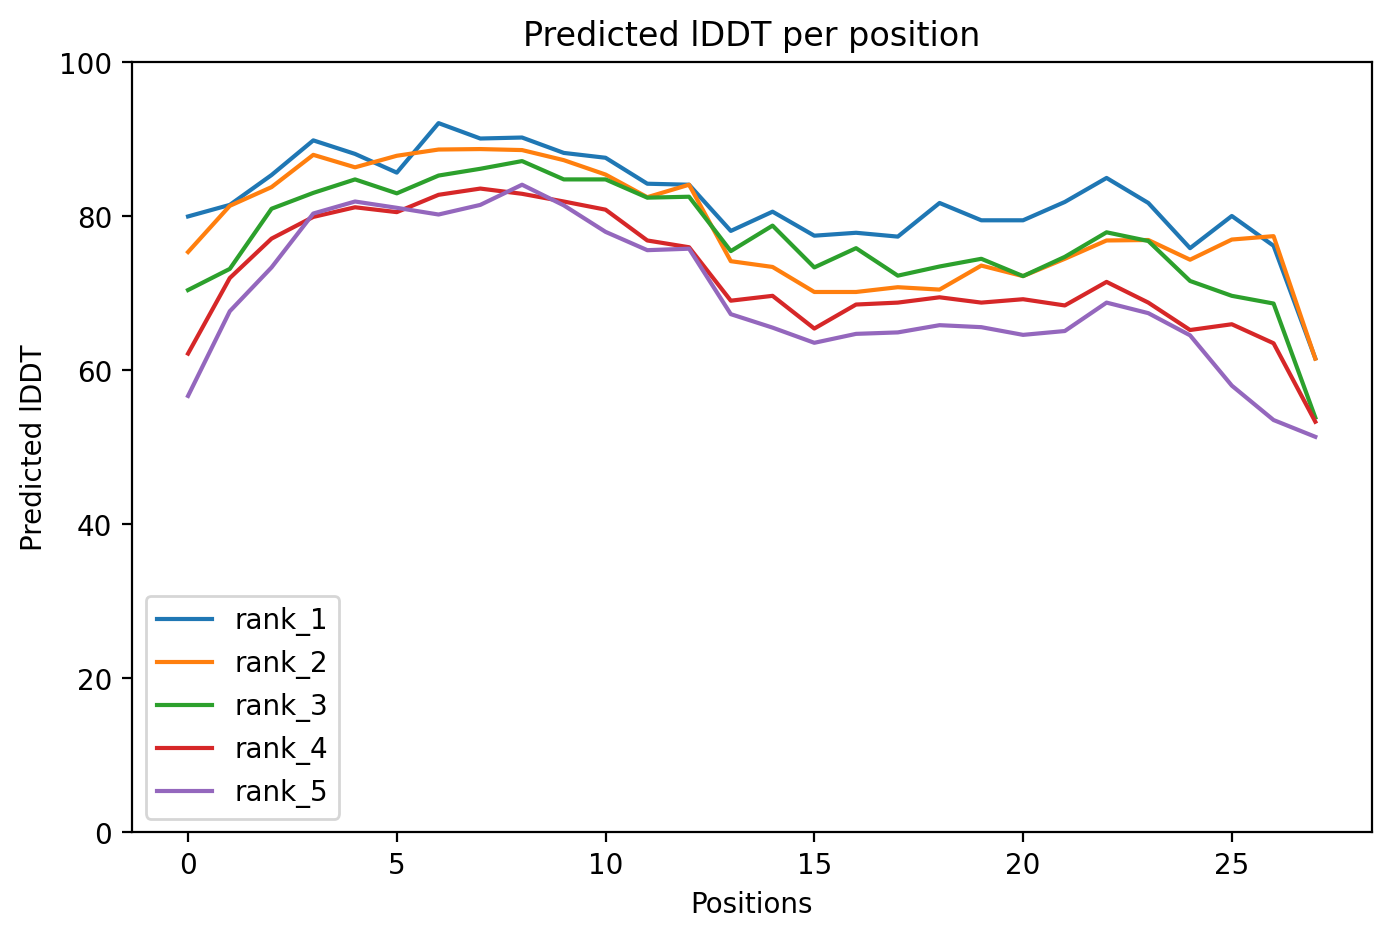 Predicted lDDT per position
Predicted lDDT
100
80
60
40
20
0
rank_1
rank_2
rank_3
rank_4
rank_5
0 5 10 15 20 25
Positions